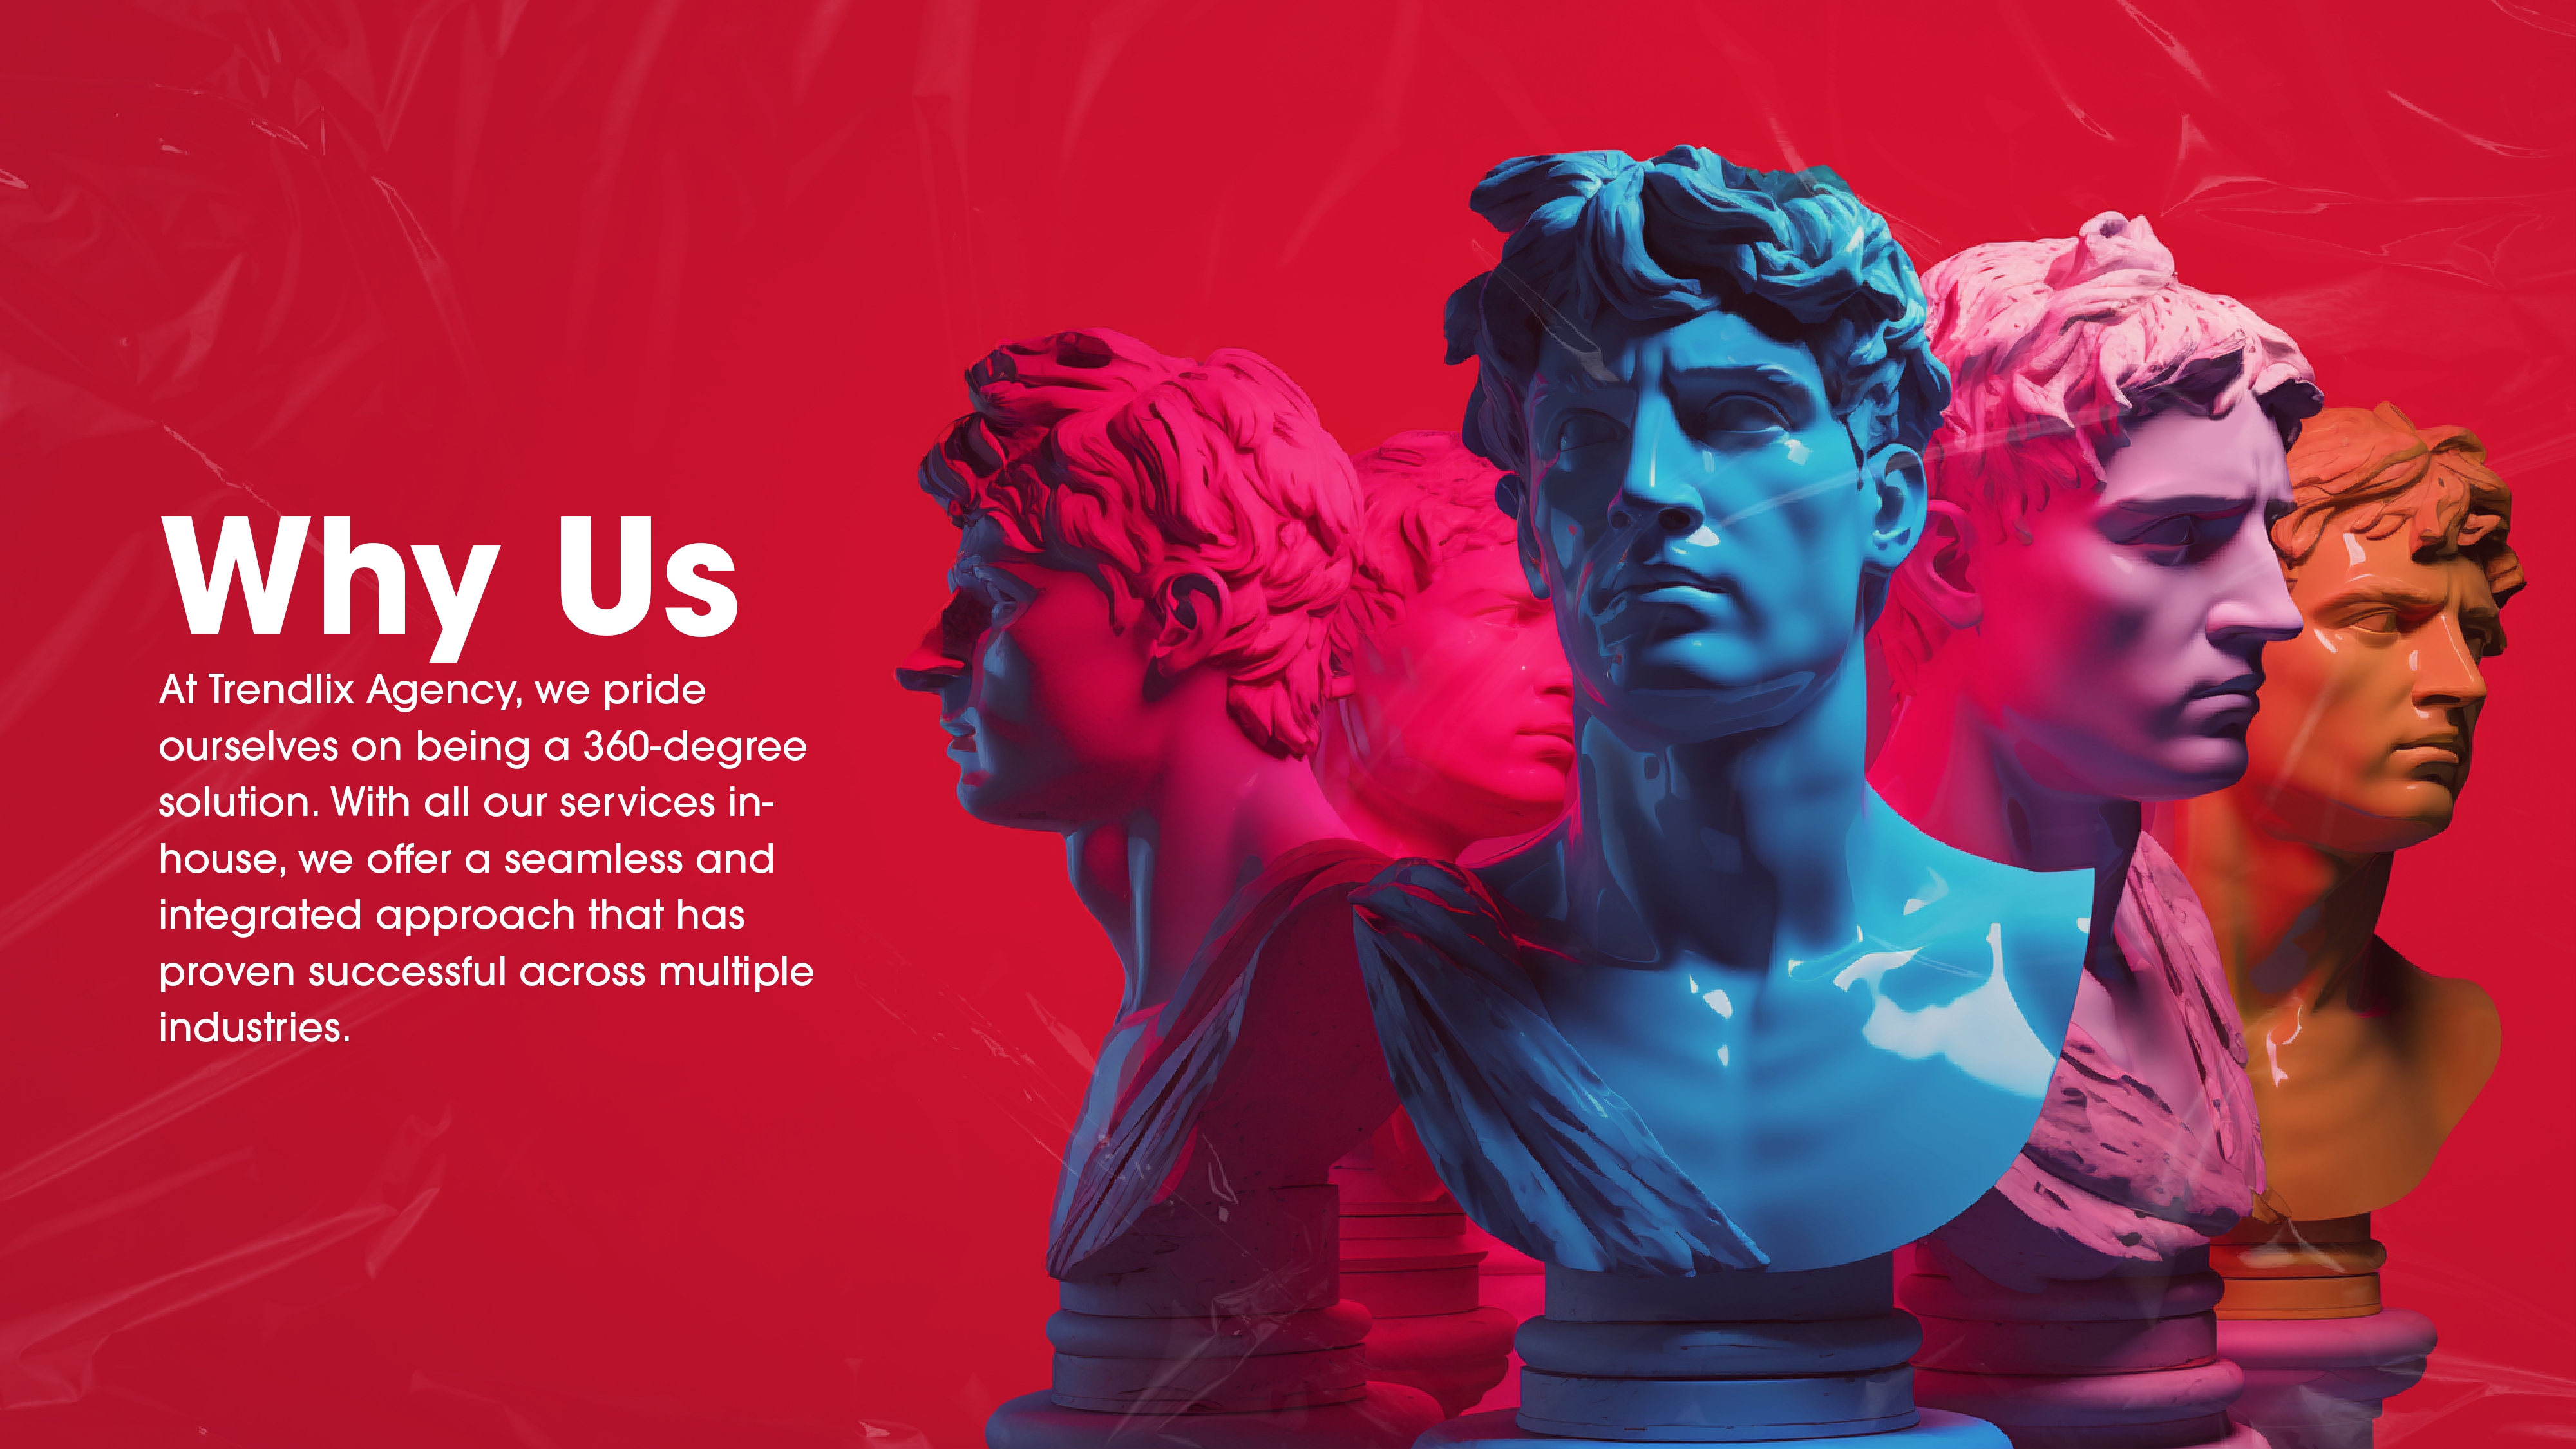 Why Us
At Trendlix Agency, we pride
ourselves on being a 360-degree
solution. With all our services in-
house, we offer a seamless and
integrated approach that has
proven successful across multiple
industries.